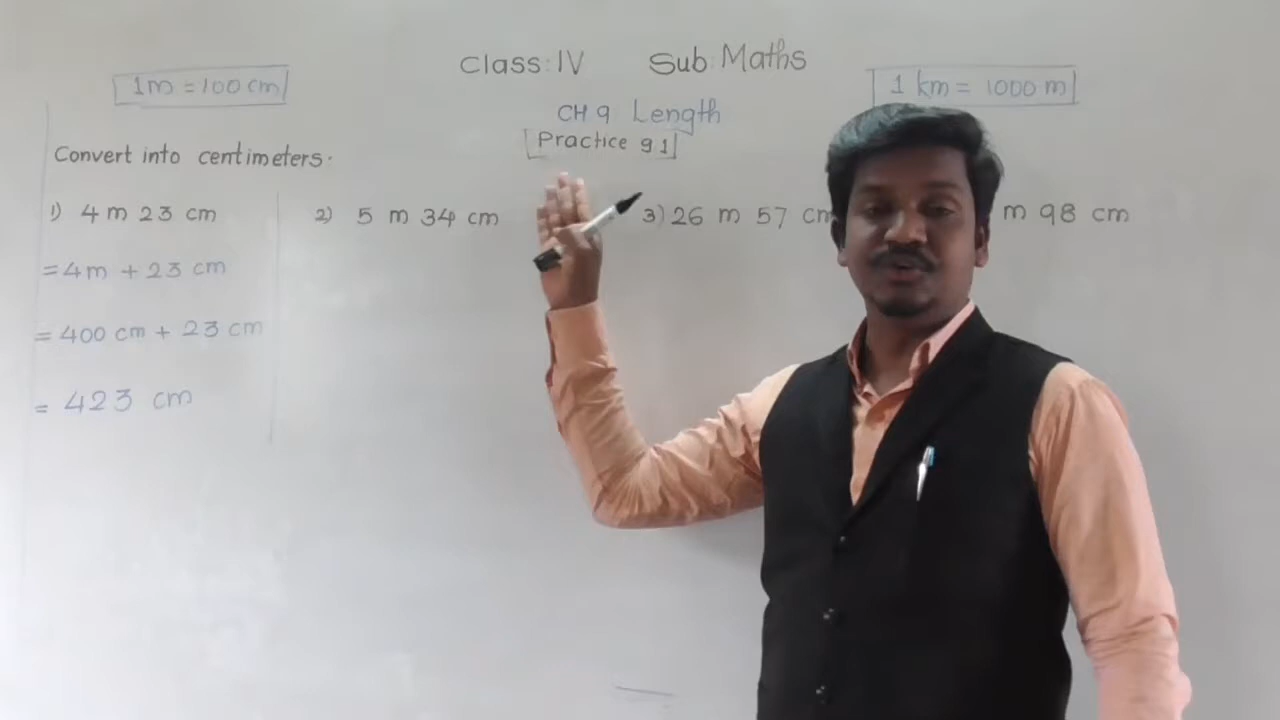 Class: IV Sub Maths
1m = 100 cm
1 km = 1000 m
CH 9 Length
Practice 9 1
Convert into centimeters.
1) 4 m 23 cm
2) 5 m 34 cm
3) 26 m 57 cm
m 98 cm
= 4m + 23 cm
= 400 cm + 23 cm
= 423 cm